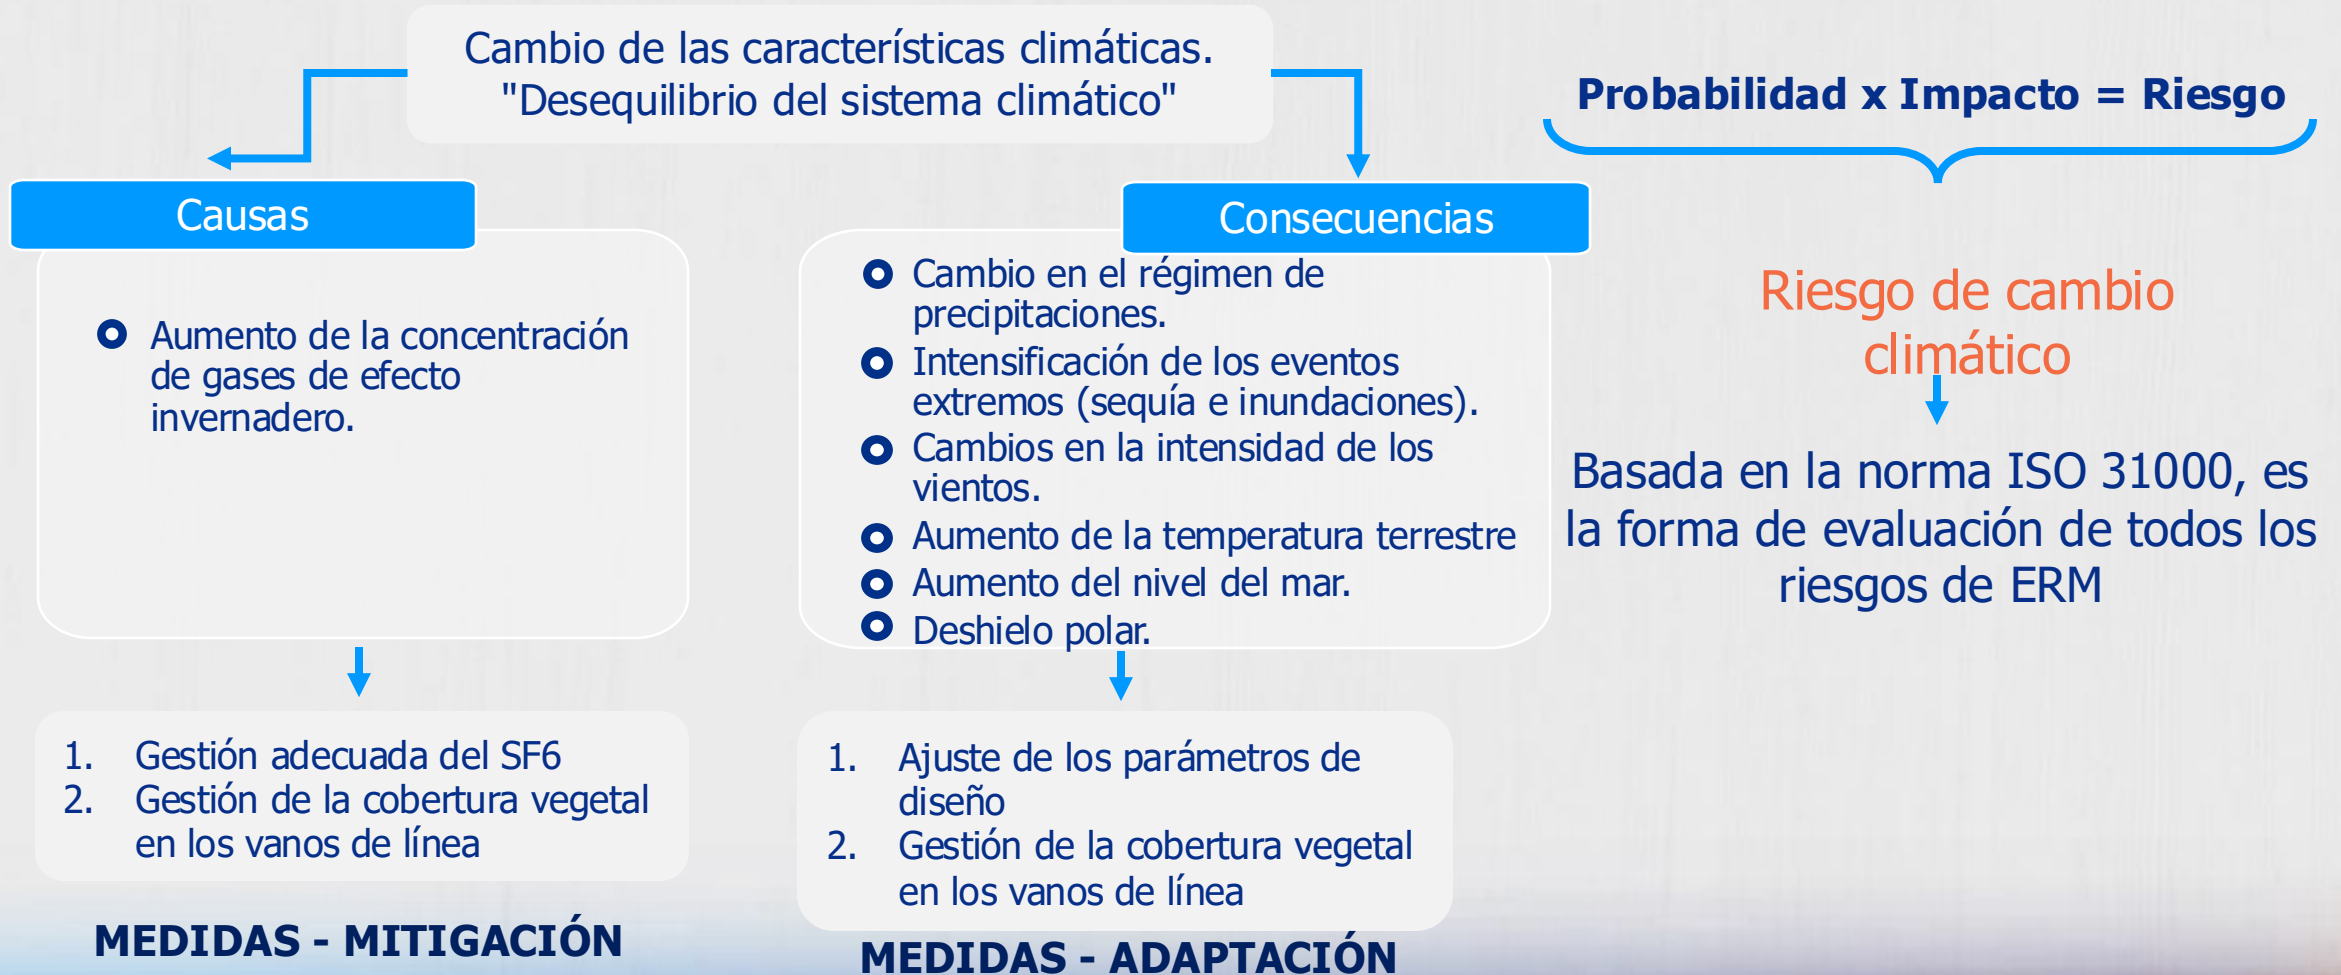 Cambio de las características climáticas.
"Desequilibrio del sistema climático"
Causas
Aumento de la concentración
de gases de efecto
invernadero.
1. Gestión adecuada del SF6
2. Gestión de la cobertura vegetal
en los vanos de línea
MEDIDAS - MITIGACIÓN
Consecuencias
Cambio en el régimen de
precipitaciones.
Intensificación de los eventos
extremos (sequía e inundaciones).
Cambios en la intensidad de los
vientos.
Aumento de la temperatura terrestre
Aumento del nivel del mar.
Deshielo polar.
1. Ajuste de los parámetros de
diseño
2. Gestión de la cobertura vegetal
en los vanos de línea
MEDIDAS - ADAPTACIÓN
Probabilidad x Impacto = Riesgo
Riesgo de cambio
climático
Basada en la norma ISO 31000, es
la forma de evaluación de todos los
riesgos de ERM